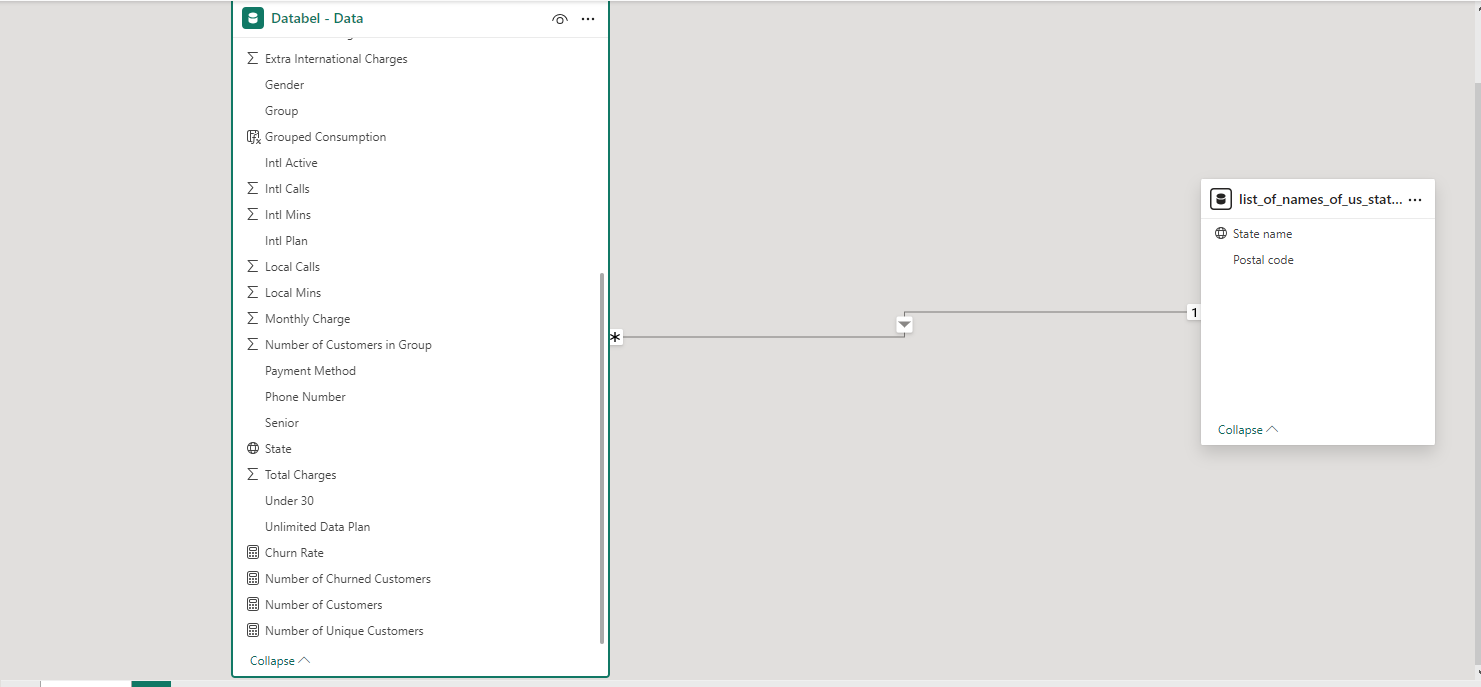 Databel - Data
Extra International Charges
Gender
Group
Grouped Consumption
Intl Active
Intl Calls
Intl Mins
Intl Plan
Local Calls
Local Mins
Monthly Charge
Number of Customers in Group
Payment Method
Phone Number
Senior
State
Total Charges
Under 30
Unlimited Data Plan
Churn Rate
Number of Churned Customers
Number of Customers
Number of Unique Customers
Collapse
*
1
list_of_names_of_us_stat...
State name
Postal code
Collapse